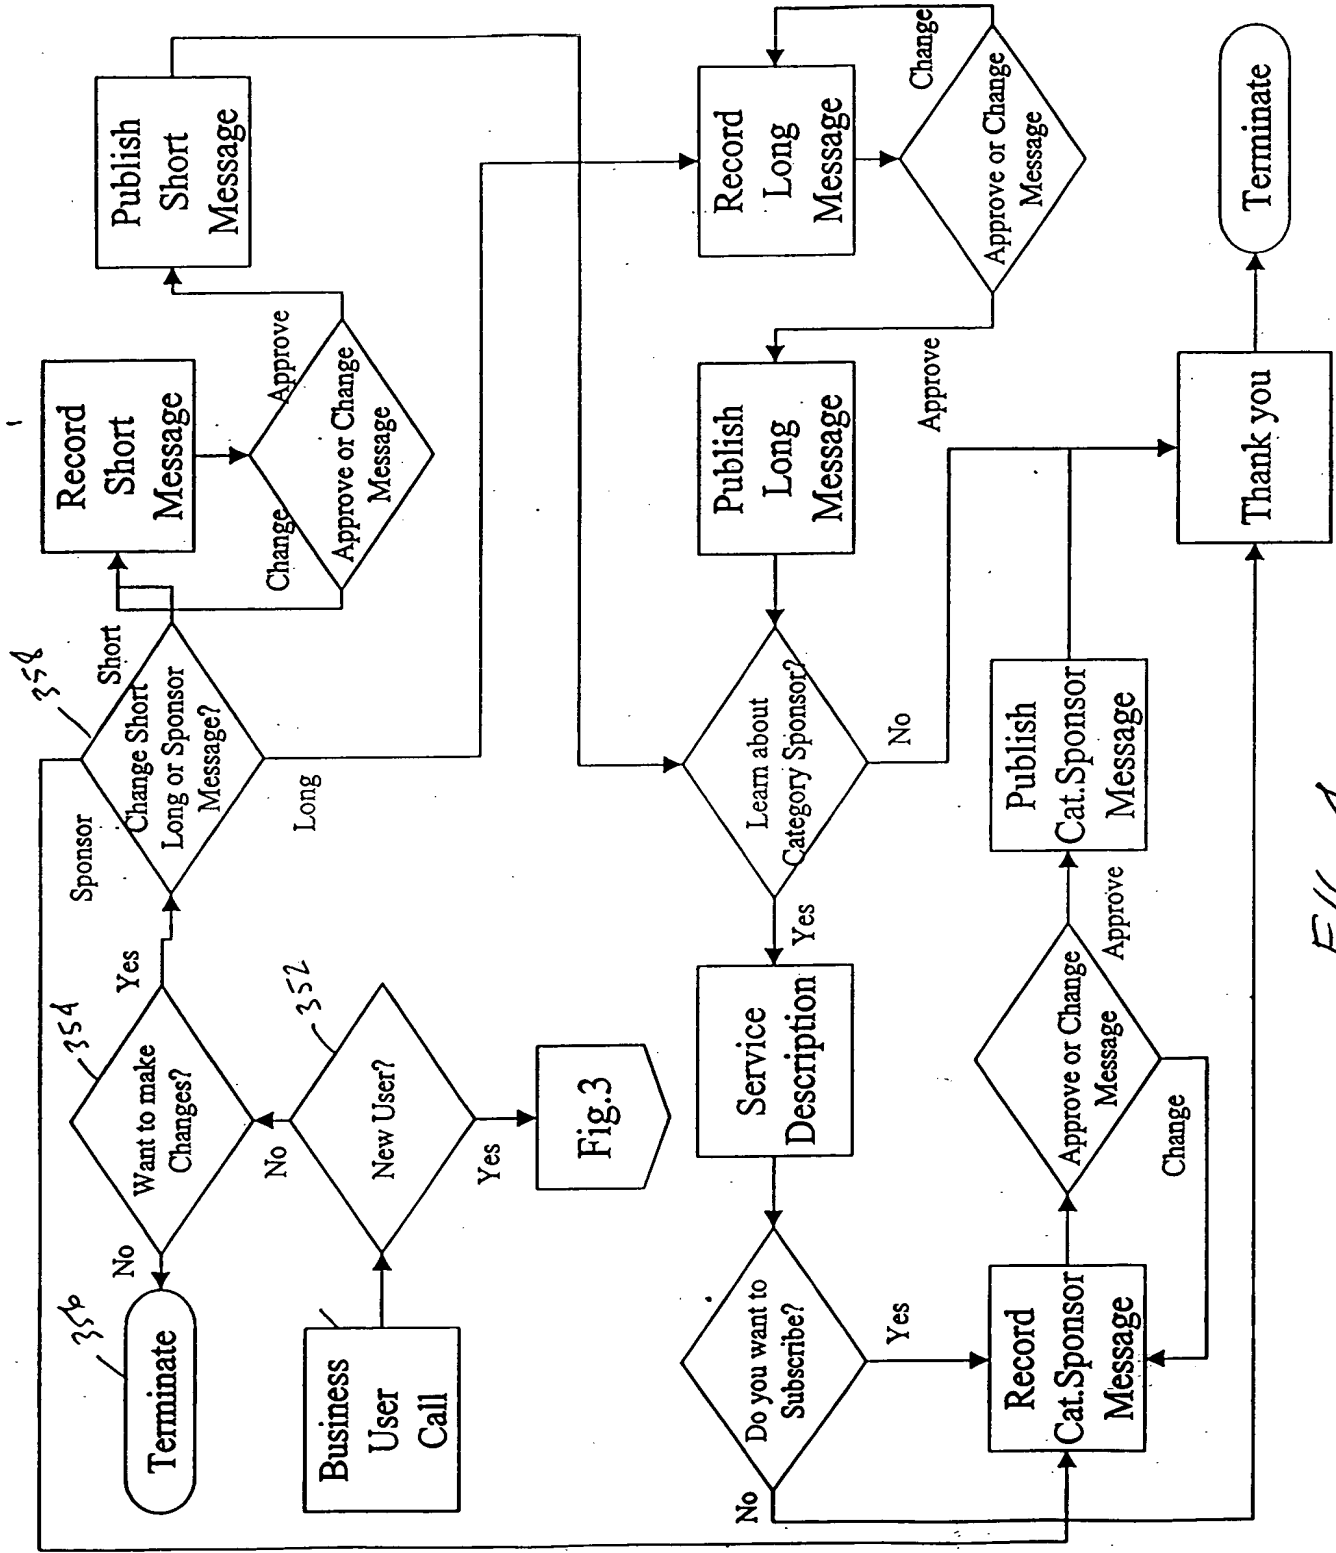 356
Terminate
No
354
Want to make
Changes?
Yes
Sponsor
358
Change Short
Long or Sponsor
Message?
Short
Long
Record
Short
Message
Change
Approve
Approve or Change
Message
Publish
Short
Message
Business
User
Call
352
New User?
No
Yes
Fig.3
Do you want to
Subscribe?
No
Yes
Service
Description
Yes
Learn about
Category Sponsor?
No
Publish
Long
Message
Approve
Record
Long
Message
Change
Approve or Change
Message
Record
Cat.Sponsor
Message
Approve or Change
Message
Approve
Change
Publish
Cat.Sponsor
Message
Thank you
Terminate